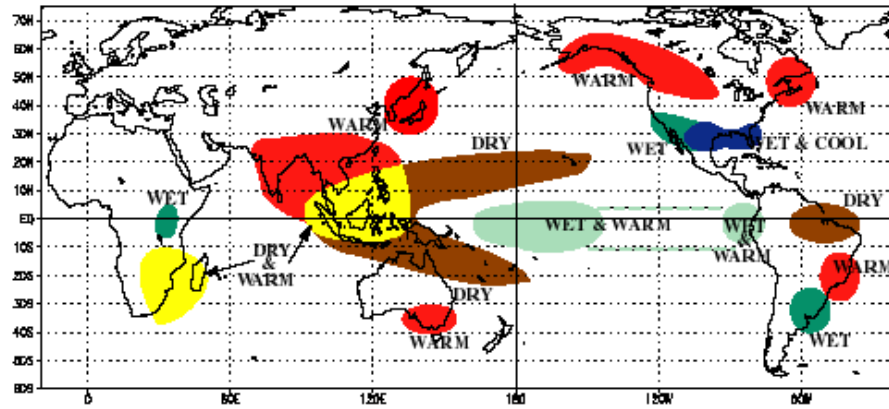 70N
60N
50N
40N
30N
20N
10N
EQ
10S
20S
30S
40S
50S
60S
0
60E
120E
180
120W
60W
WARM
WARM
WARM
DRY
WET
WET & COOL
WET
WET & WARM
WET
&
WARM
DRY
DRY
&
WARM
DRY
WARM
WARM
WET